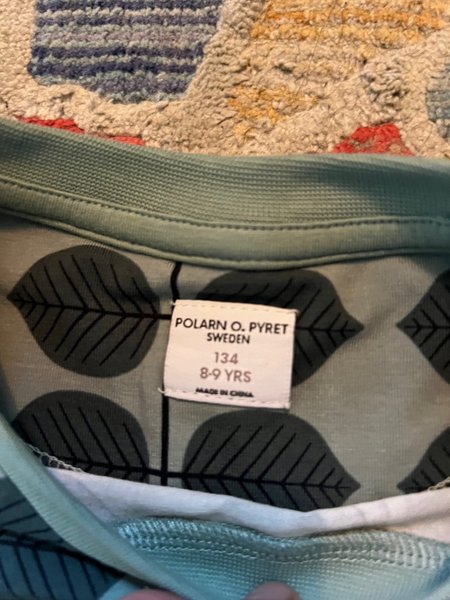 POLARN O. PYRET
SWEDEN
134
8-9 YRS
MADE IN CHINA